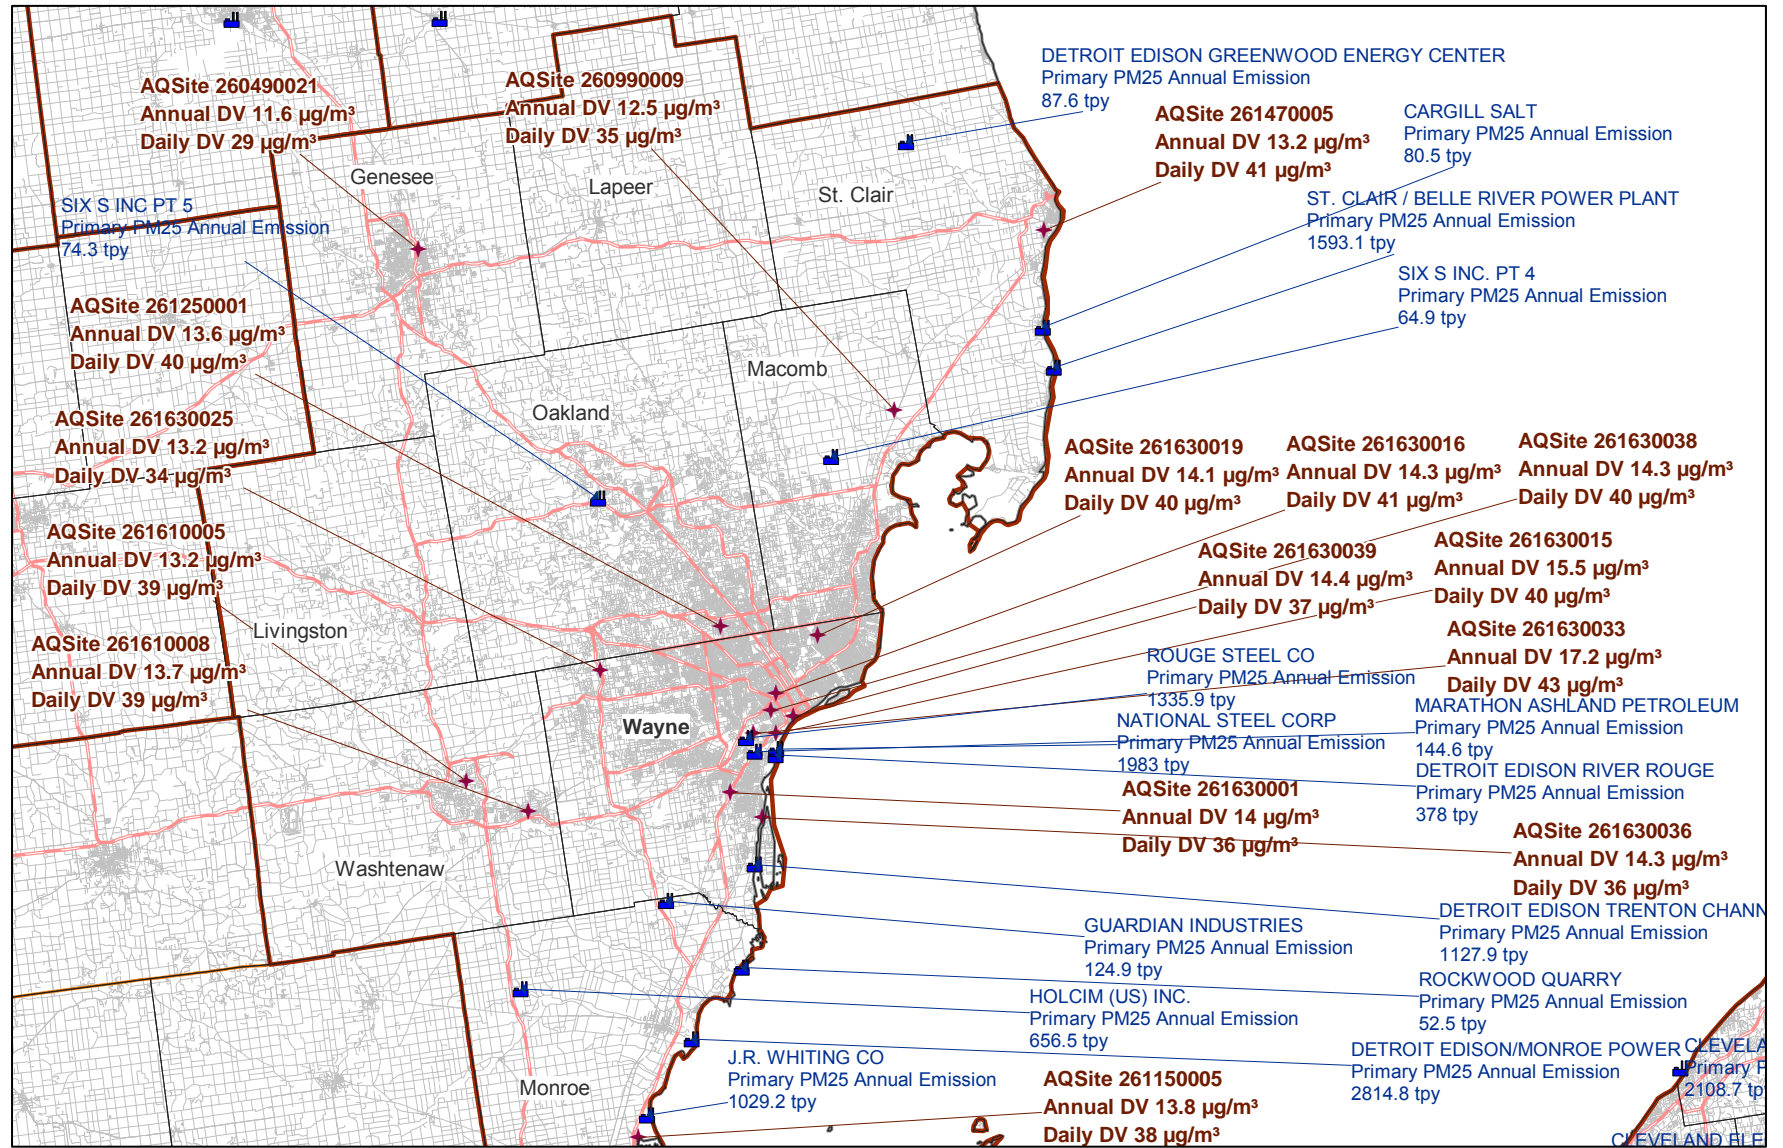 DETROIT EDISON GREENWOOD ENERGY CENTER
Primary PM25 Annual Emission
87.6 tpy
AQSite 260490021
Annual DV 11.6 µg/m³
Daily DV 29 µg/m³
AQSite 260990009
Annual DV 12.5 µg/m³
Daily DV 35 µg/m³
AQSite 261470005
Annual DV 13.2 µg/m³
Daily DV 41 µg/m³
CARGILL SALT
Primary PM25 Annual Emission
80.5 tpy
Genesee
Lapeer
St. Clair
SIX S INC PT 5
Primary PM25 Annual Emission
74.3 tpy
ST. CLAIR / BELLE RIVER POWER PLANT
Primary PM25 Annual Emission
1593.1 tpy
SIX S INC. PT 4
Primary PM25 Annual Emission
64.9 tpy
AQSite 261250001
Annual DV 13.6 µg/m³
Daily DV 40 µg/m³
Macomb
Oakland
AQSite 261630025
Annual DV 13.2 µg/m³
Daily DV 34 µg/m³
AQSite 261630019
Annual DV 14.1 µg/m³
Daily DV 40 µg/m³
AQSite 261630016
Annual DV 14.3 µg/m³
Daily DV 41 µg/m³
AQSite 261630038
Annual DV 14.3 µg/m³
Daily DV 40 µg/m³
AQSite 261610005
Annual DV 13.2 µg/m³
Daily DV 39 µg/m³
AQSite 261630039
Annual DV 14.4 µg/m³
Daily DV 37 µg/m³
AQSite 261630015
Annual DV 15.5 µg/m³
Daily DV 40 µg/m³
Livingston
AQSite 261610008
Annual DV 13.7 µg/m³
Daily DV 39 µg/m³
AQSite 261630033
Annual DV 17.2 µg/m³
Daily DV 43 µg/m³
ROUGE STEEL CO
Primary PM25 Annual Emission
1335.9 tpy
Wayne
NATIONAL STEEL CORP
Primary PM25 Annual Emission
1983 tpy
MARATHON ASHLAND PETROLEUM
Primary PM25 Annual Emission
144.6 tpy
DETROIT EDISON RIVER ROUGE
Primary PM25 Annual Emission
378 tpy
AQSite 261630001
Annual DV 14 µg/m³
Daily DV 36 µg/m³
AQSite 261630036
Annual DV 14.3 µg/m³
Daily DV 36 µg/m³
Washtenaw
DETROIT EDISON TRENTON CHANN
Primary PM25 Annual Emission
1127.9 tpy
GUARDIAN INDUSTRIES
Primary PM25 Annual Emission
124.9 tpy
ROCKWOOD QUARRY
Primary PM25 Annual Emission
52.5 tpy
HOLCIM (US) INC.
Primary PM25 Annual Emission
656.5 tpy
DETROIT EDISON/MONROE POWER
Primary PM25 Annual Emission
2814.8 tpy
CLEVELA
Primary P
2108.7 tp
J.R. WHITING CO
Primary PM25 Annual Emission
1029.2 tpy
Monroe
AQSite 261150005
Annual DV 13.8 µg/m³
Daily DV 38 µg/m³
CLEVELAND ELE